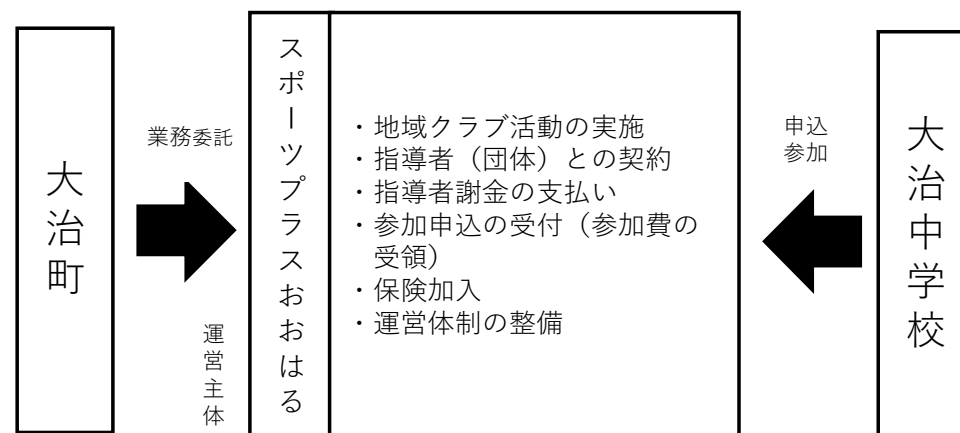 大治町
業務委託
運営主体
スポーツプラスおおはる
・地域クラブ活動の実施
・指導者（団体）との契約
・指導者謝金の支払い
・参加申込の受付（参加費の
受領）
・保険加入
・運営体制の整備
申込
参加
大治中学校